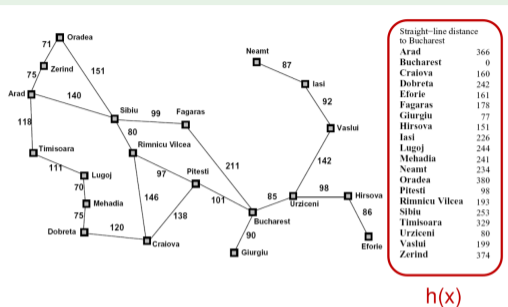 Oradea
71
Neamt
87
Zerind
151
75
Iasi
Arad
140
92
Sibiu
99
Fagaras
118
80
Vaslui
Rimnicu Vilcea
Timisoara
211
142
111
Lugoj
97
Pitesti
70
98
Hirsova
146
85
Mehadia
101
Urziceni
138
86
75
120
Bucharest
Dobreta
90
Craiova
Eforie
Giurgiu
Straight-line distance
to Bucharest
Arad 366
Bucharest 0
Craiova 160
Dobreta 242
Eforie 161
Fagaras 178
Giurgiu 77
Hirsova 151
Iasi 226
Lugoj 244
Mehadia 241
Neamt 234
Oradea 380
Pitesti 98
Rimnicu Vilcea 193
Sibiu 253
Timisoara 329
Urziceni 80
Vaslui 199
Zerind 374
h(x)